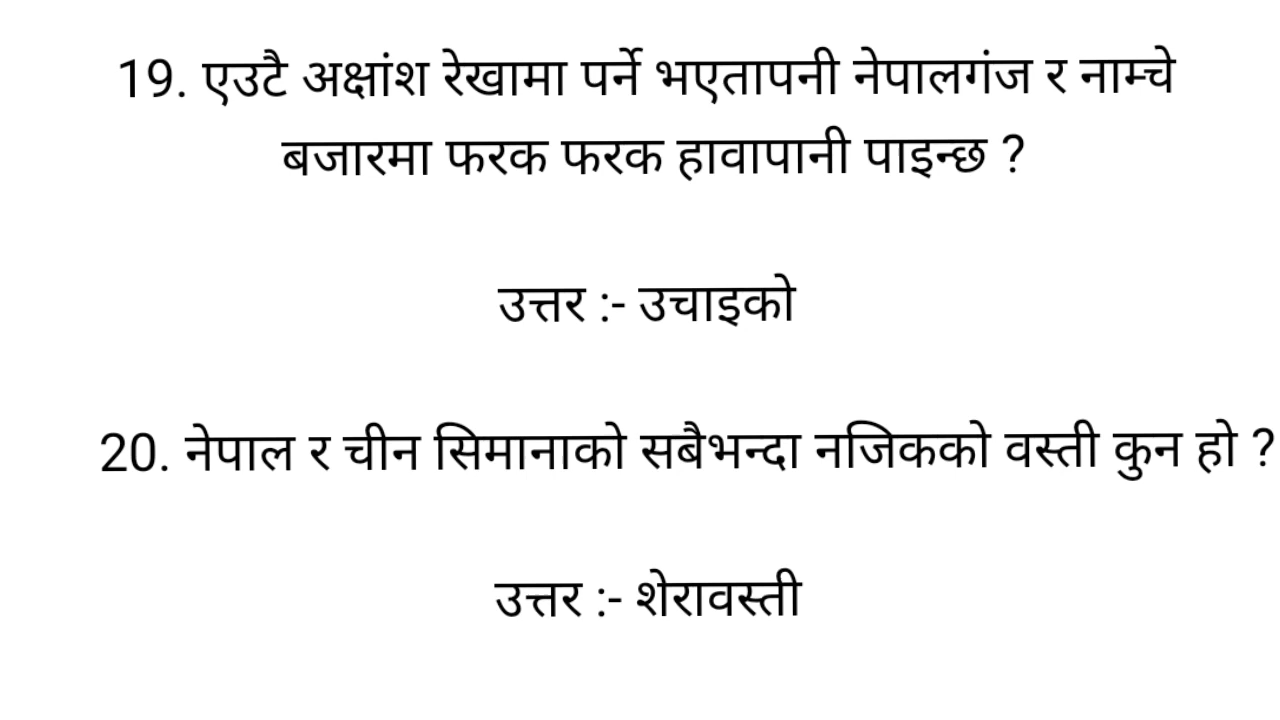 19. एउटै अक्षांश रेखामा पर्ने भएतापनी नेपालगंज र नाम्चे
बजारमा फरक फरक हावापानी पाइन्छ ?
उत्तर :- उचाइको
20. नेपाल र चीन सिमानाको सबैभन्दा नजिकको वस्ती कुन हो ?
उत्तर :- शेरावस्ती